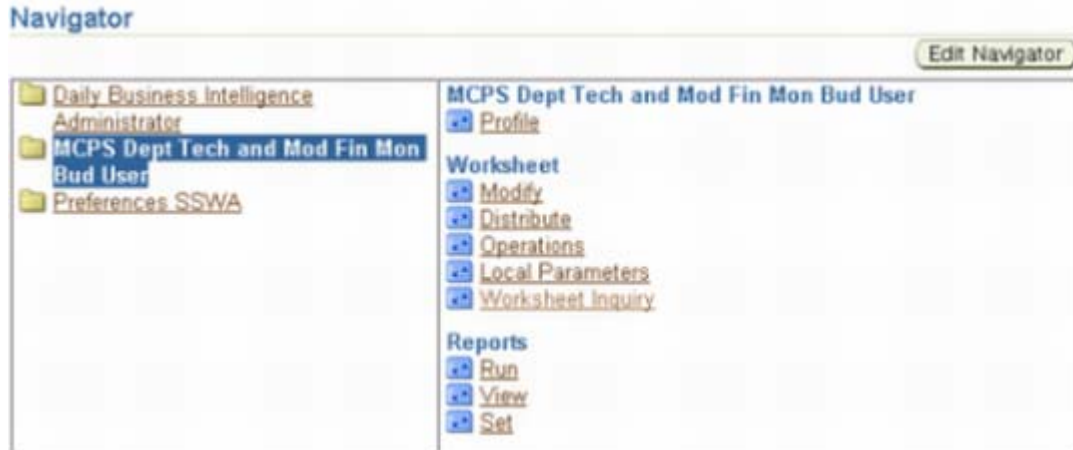 Navigator
Edit Navigator
Daily Business Intelligence
Administrator
MCPS Dept Tech and Mod Fin Mon
Bud User
Preferences SSWA
MCPS Dept Tech and Mod Fin Mon Bud User
Profile
Worksheet
Modify
Distribute
Operations
Local Parameters
Worksheet Inquiry
Reports
Run
View
Set